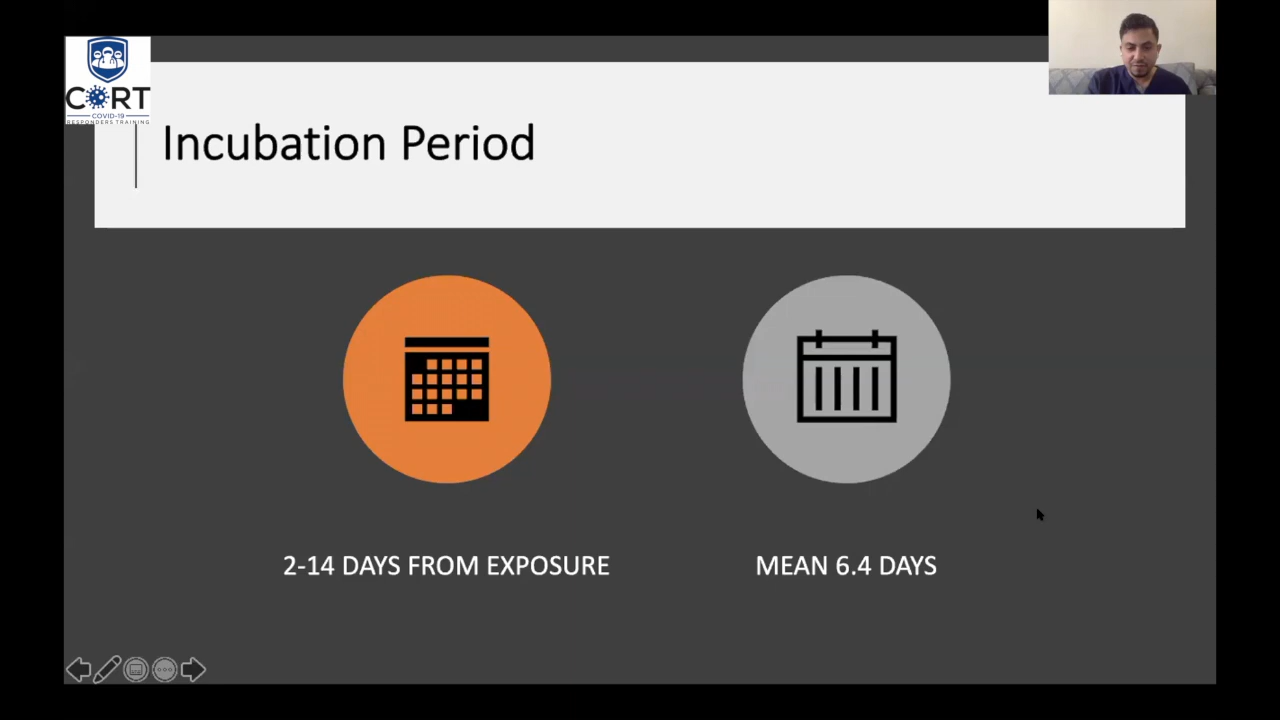 CORT
COVID-19
RESPONDERS TRAINING
Incubation Period
2-14 DAYS FROM EXPOSURE
MEAN 6.4 DAYS